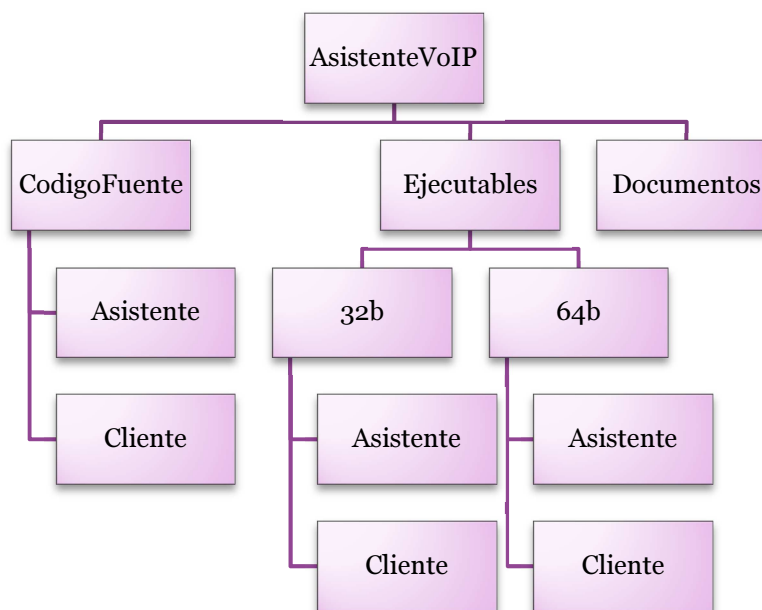 AsistenteVoIP
CodigoFuente
Ejecutables
Documentos
Asistente
32b
64b
Cliente
Asistente
Asistente
Cliente
Cliente